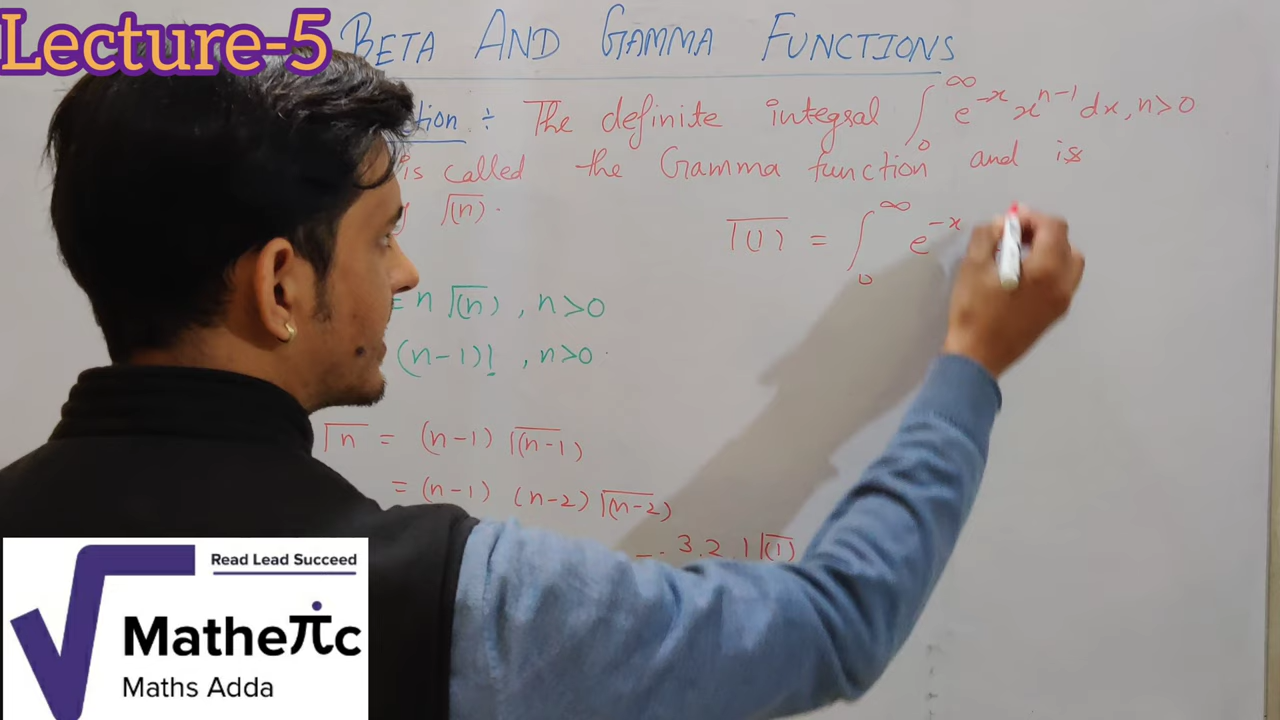 Lecture-5
BETA AND GAMMA FUNCTIONS
÷ The definite integral ∫₀^∞ e^{-x} x^{n-1} dx, n>0
is called the Gamma function and is
Γ(n).
Γ(1) = ∫₀^∞ e^{-x}
= n Γ(n), n>0
(n-1)!, n>0.
Γn = (n-1) Γ(n-1)
= (n-1) (n-2) Γ(n-2)
3.2.1 Γ(1)
Read Lead Succeed
Matheπc
Maths Adda